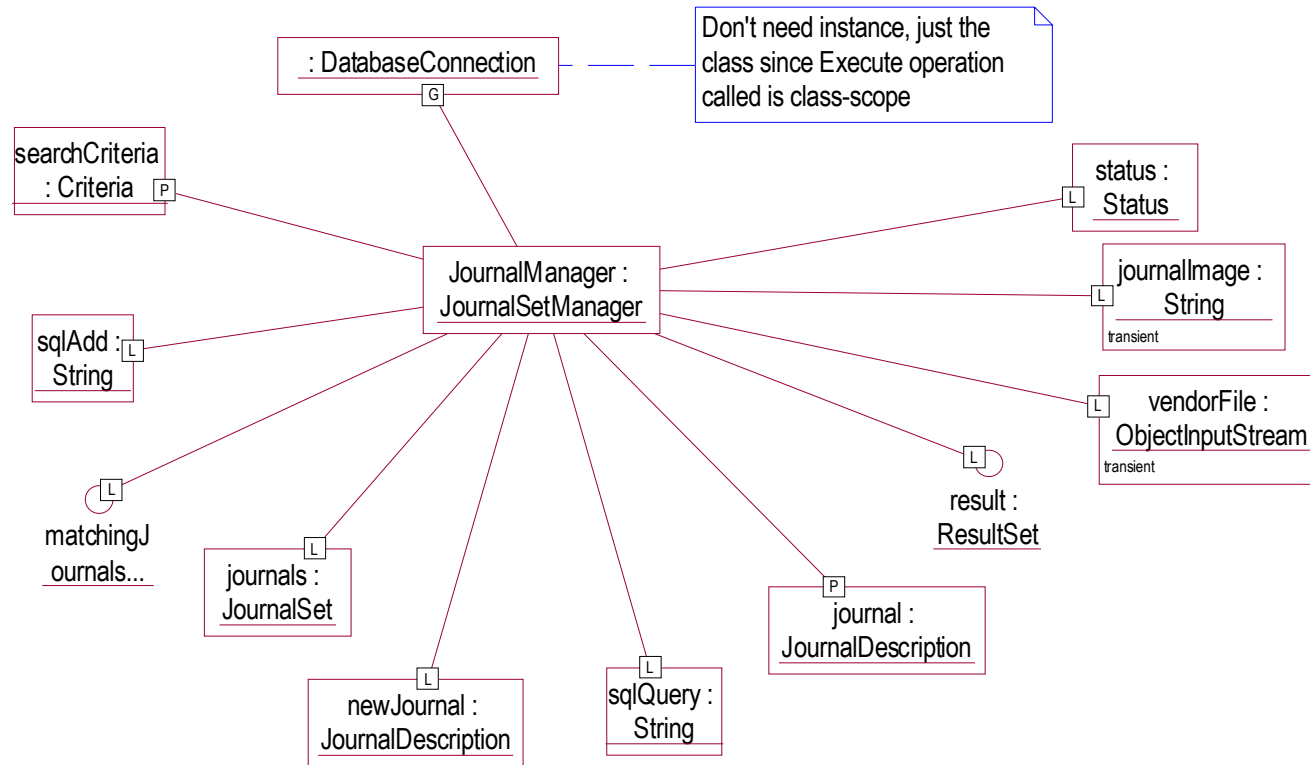 : DatabaseConnection
G
Don't need instance, just the
class since Execute operation
called is class-scope
searchCriteria
: Criteria
P
status :
Status
L
JournalManager :
JournalSetManager
journalImage :
String
L
transient
sqlAdd :
String
L
vendorFile :
ObjectInputStream
L
transient
L
matchingJ
ournals...
L
result :
ResultSet
L
journals :
JournalSet
P
journal :
JournalDescription
L
newJournal :
JournalDescription
L
sqlQuery :
String